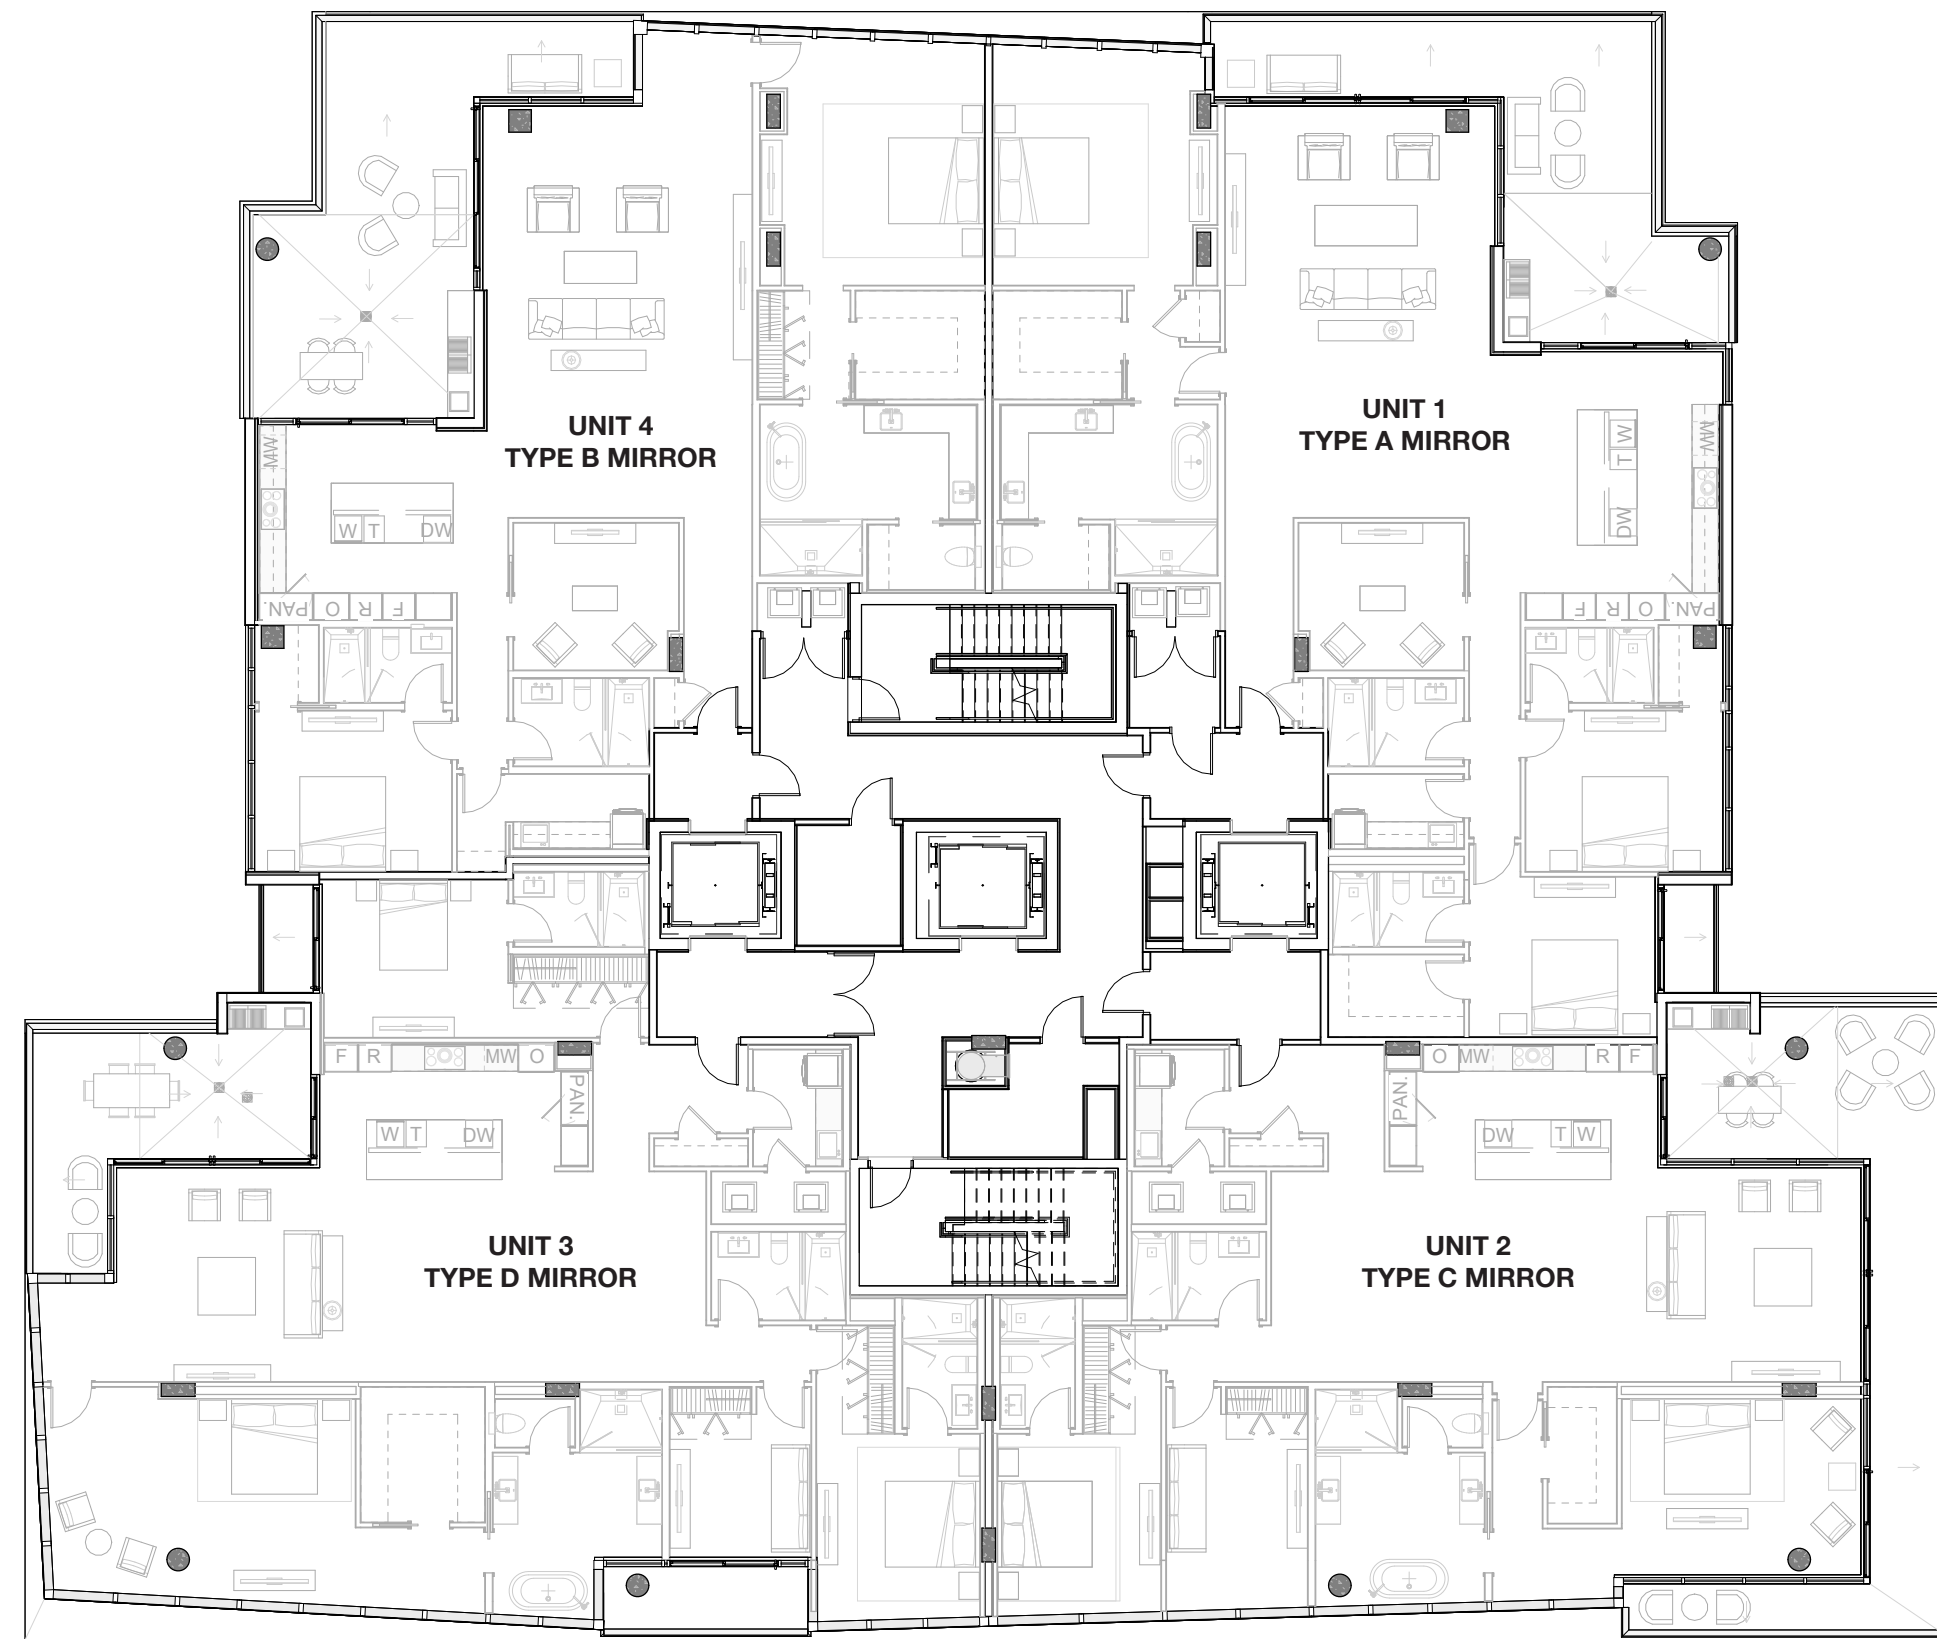 UNIT 4
TYPE B MIRROR
UNIT 1
TYPE A MIRROR
MW
W T DW
PAN. O R F
MW
W
T
DW
F R O PAN.
F R MW O
PAN.
W T DW
O MW R F
PAN.
DW T W
UNIT 3
TYPE D MIRROR
UNIT 2
TYPE C MIRROR